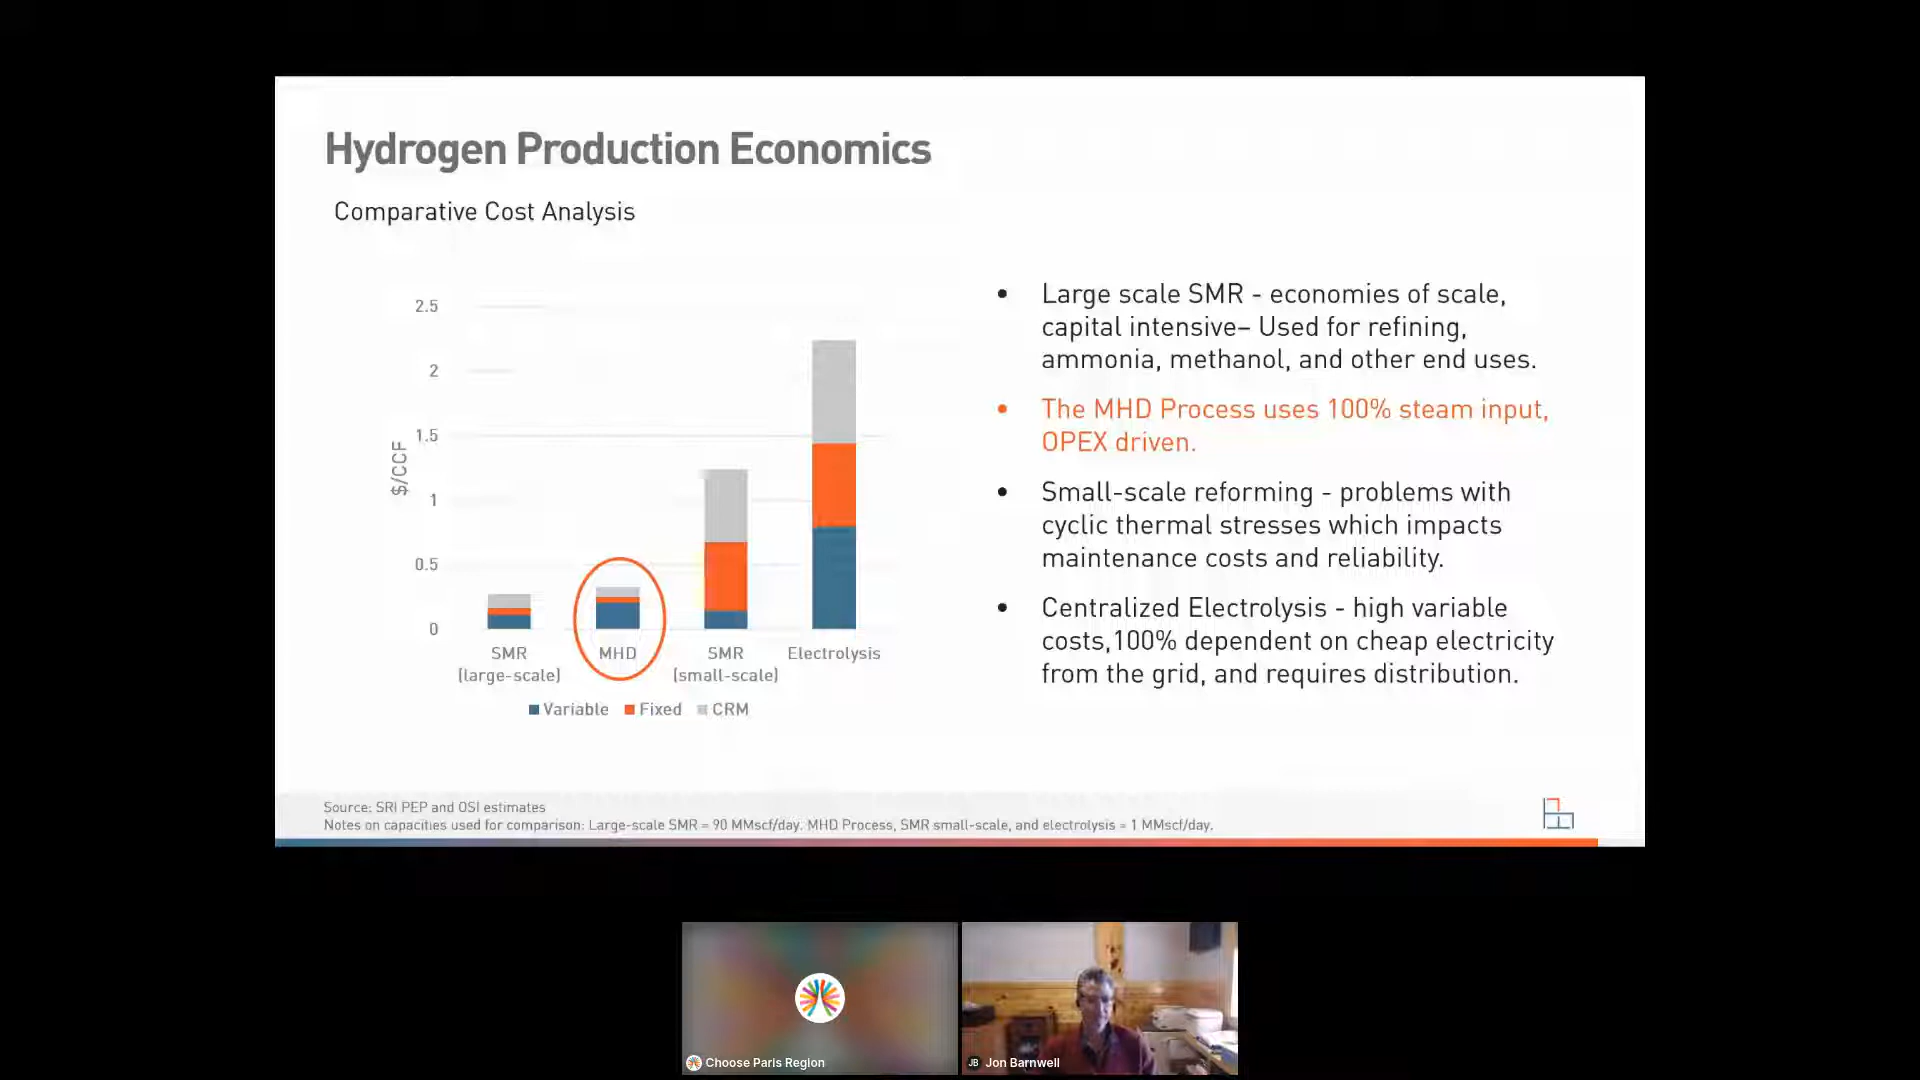 Hydrogen Production Economics
Comparative Cost Analysis
2.5
2
1.5
1
0.5
0
$/CCF
SMR
(large-scale)
MHD
SMR
(small-scale)
Electrolysis
Variable Fixed CRM
• Large scale SMR - economies of scale,
capital intensive– Used for refining,
ammonia, methanol, and other end uses.
• The MHD Process uses 100% steam input,
OPEX driven.
• Small-scale reforming - problems with
cyclic thermal stresses which impacts
maintenance costs and reliability.
• Centralized Electrolysis - high variable
costs,100% dependent on cheap electricity
from the grid, and requires distribution.
Source: SRI PEP and OSI estimates
Notes on capacities used for comparison: Large-scale SMR = 90 MMscf/day. MHD Process, SMR small-scale, and electrolysis = 1 MMscf/day.
Choose Paris Region
JB Jon Barnwell